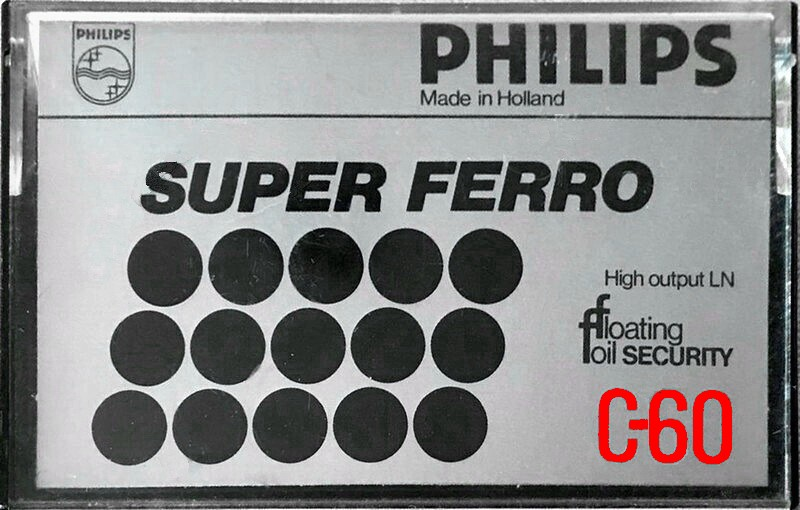 PHILIPS
PHILIPS
Made in Holland
SUPER FERRO
High output LN
floating
foil SECURITY
C-60